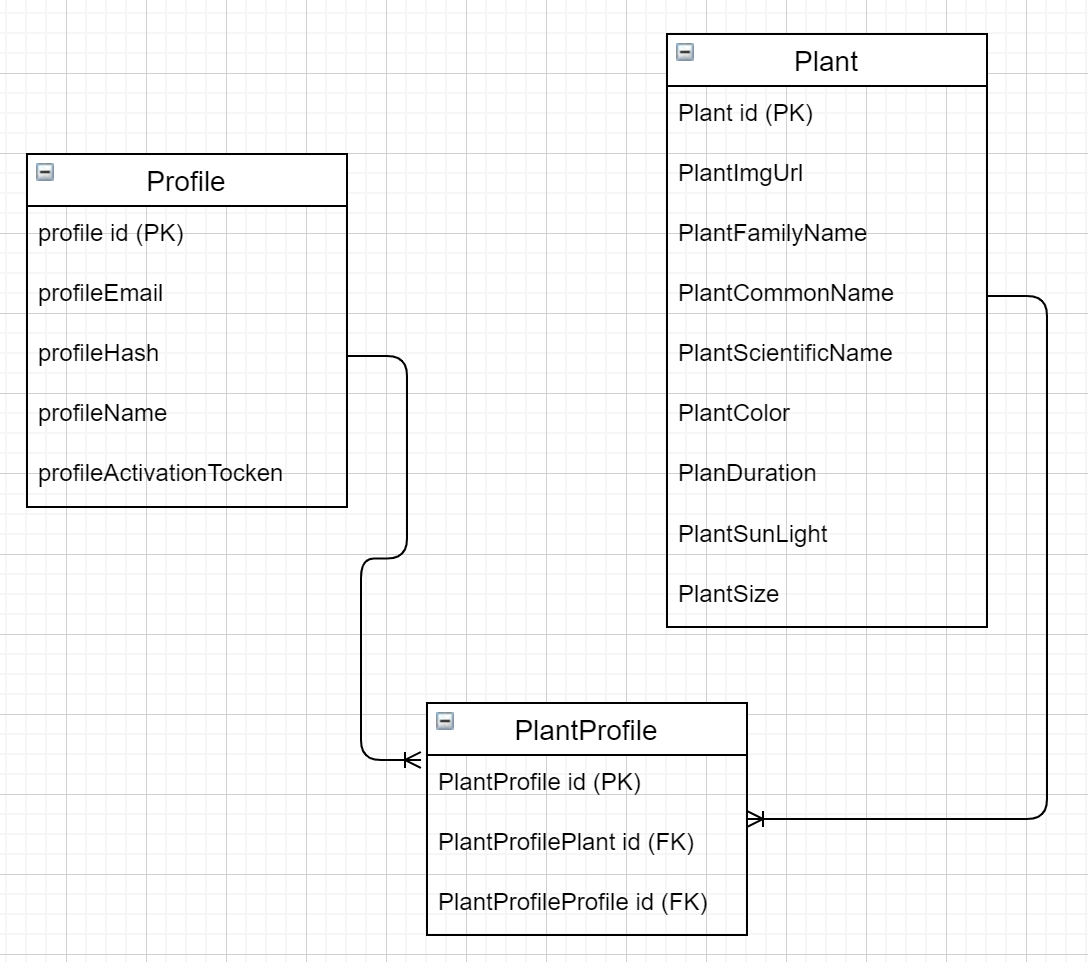 Profile
profile id (PK)
profileEmail
profileHash
profileName
profileActivationTocken
Plant
Plant id (PK)
PlantImgUrl
PlantFamilyName
PlantCommonName
PlantScientificName
PlantColor
PlanDuration
PlantSunLight
PlantSize
PlantProfile
PlantProfile id (PK)
PlantProfilePlant id (FK)
PlantProfileProfile id (FK)